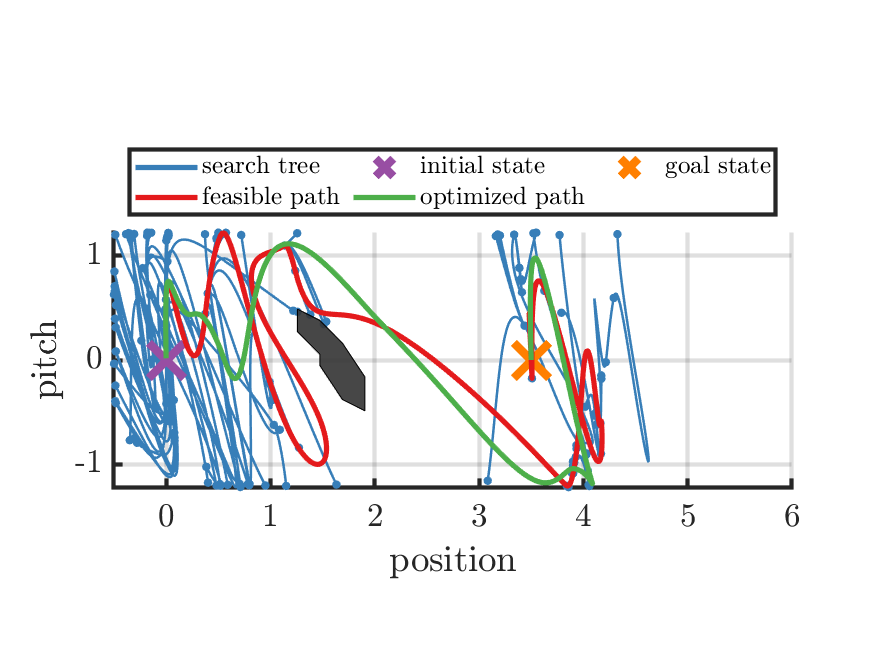 search tree initial state goal state
feasible path optimized path
1
0
-1
pitch
0 1 2 3 4 5 6
position